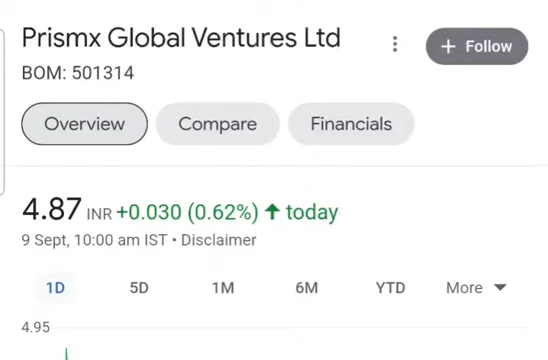 Prismx Global Ventures Ltd
+ Follow
BOM: 501314
Overview Compare Financials
4.87 INR +0.030 (0.62%) ↑ today
9 Sept, 10:00 am IST • Disclaimer
1D 5D 1M 6M YTD More
4.95